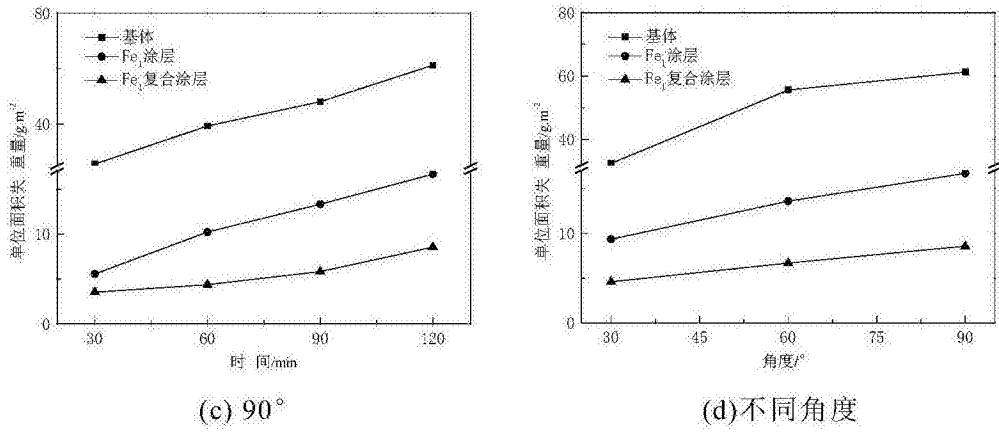 80
40
10
0
基体
Fe₁涂层
Fe₁复合涂层
单位面积失 重量/g.m⁻²
30
60
90
120
时 间/min
(c) 90°
80
60
40
10
0
基体
Fe₁涂层
Fe₁复合涂层
单位面积失 重量/g.m⁻²
30
45
60
75
90
角度/°
(d)不同角度